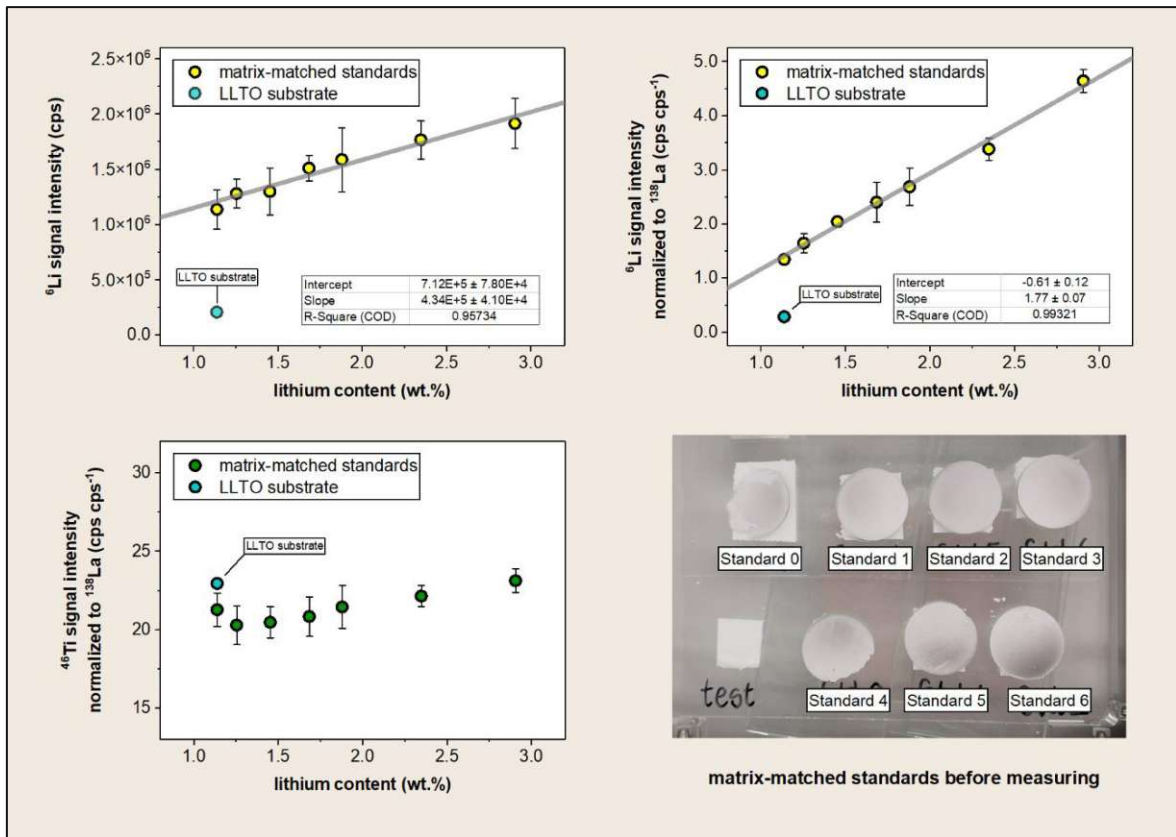 2.5×10⁶
2.0×10⁶
1.5×10⁶
1.0×10⁶
5.0×10⁵
0.0
⁶Li signal intensity (cps)
matrix-matched standards
LLTO substrate
LLTO substrate
Intercept 7.12E+5 ± 7.80E+4
Slope 4.34E+5 ± 4.10E+4
R-Square (COD) 0.95734
1.0 1.5 2.0 2.5 3.0
lithium content (wt.%)
5.0
4.0
3.0
2.0
1.0
0.0
⁶Li signal intensity
normalized to ¹³⁸La (cps cps⁻¹)
matrix-matched standards
LLTO substrate
LLTO substrate
Intercept -0.61 ± 0.12
Slope 1.77 ± 0.07
R-Square (COD) 0.99321
1.0 1.5 2.0 2.5 3.0
lithium content (wt.%)
30
25
20
15
⁴⁶Ti signal intensity
normalized to ¹³⁸La (cps cps⁻¹)
matrix-matched standards
LLTO substrate
LLTO substrate
1.0 1.5 2.0 2.5 3.0
lithium content (wt.%)
Standard 0 Standard 1 Standard 2 Standard 3
test
Standard 4 Standard 5 Standard 6
matrix-matched standards before measuring